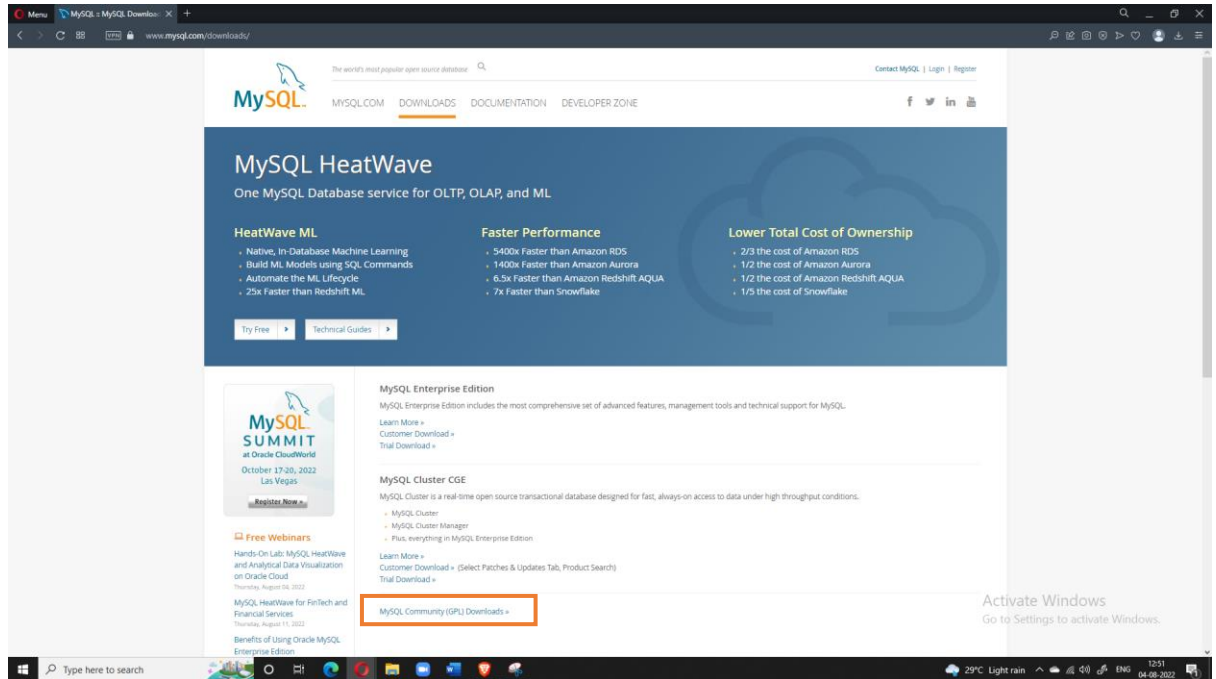 Menu
MySQL :: MySQL Downloa
VPN
www.mysql.com/downloads/
MySQL
The world's most popular open source database
Contact MySQL | Login | Register
MYSQL.COM DOWNLOADS DOCUMENTATION DEVELOPER ZONE
MySQL HeatWave
One MySQL Database service for OLTP, OLAP, and ML
HeatWave ML
Native, In-Database Machine Learning
Build ML Models using SQL Commands
Automate the ML Lifecycle
25x Faster than Redshift ML
Faster Performance
5400x Faster than Amazon RDS
1400x Faster than Amazon Aurora
6.5x Faster than Amazon Redshift AQUA
7x Faster than Snowflake
Lower Total Cost of Ownership
2/3 the cost of Amazon RDS
1/2 the cost of Amazon Aurora
1/2 the cost of Amazon Redshift AQUA
1/5 the cost of Snowflake
Try Free
Technical Guides
MySQL
SUMMIT
at Oracle CloudWorld
October 17-20, 2022
Las Vegas
Register Now »
Free Webinars
Hands-On Lab: MySQL HeatWave
and Analytical Data Visualization
on Oracle Cloud
Thursday, August 04, 2022
MySQL HeatWave for FinTech and
Financial Services
Thursday, August 11, 2022
Benefits of Using Oracle MySQL
Enterprise Edition
MySQL Enterprise Edition
MySQL Enterprise Edition includes the most comprehensive set of advanced features, management tools and technical support for MySQL.
Learn More »
Customer Download »
Trial Download »
MySQL Cluster CGE
MySQL Cluster is a real-time open source transactional database designed for fast, always-on access to data under high throughput conditions.
MySQL Cluster
MySQL Cluster Manager
Plus, everything in MySQL Enterprise Edition
Learn More »
Customer Download » (Select Patches & Updates Tab, Product Search)
Trial Download »
MySQL Community (GPL) Downloads »
Activate Windows
Go to Settings to activate Windows.
Type here to search
29°C Light rain
ENG
12:51
04-08-2022